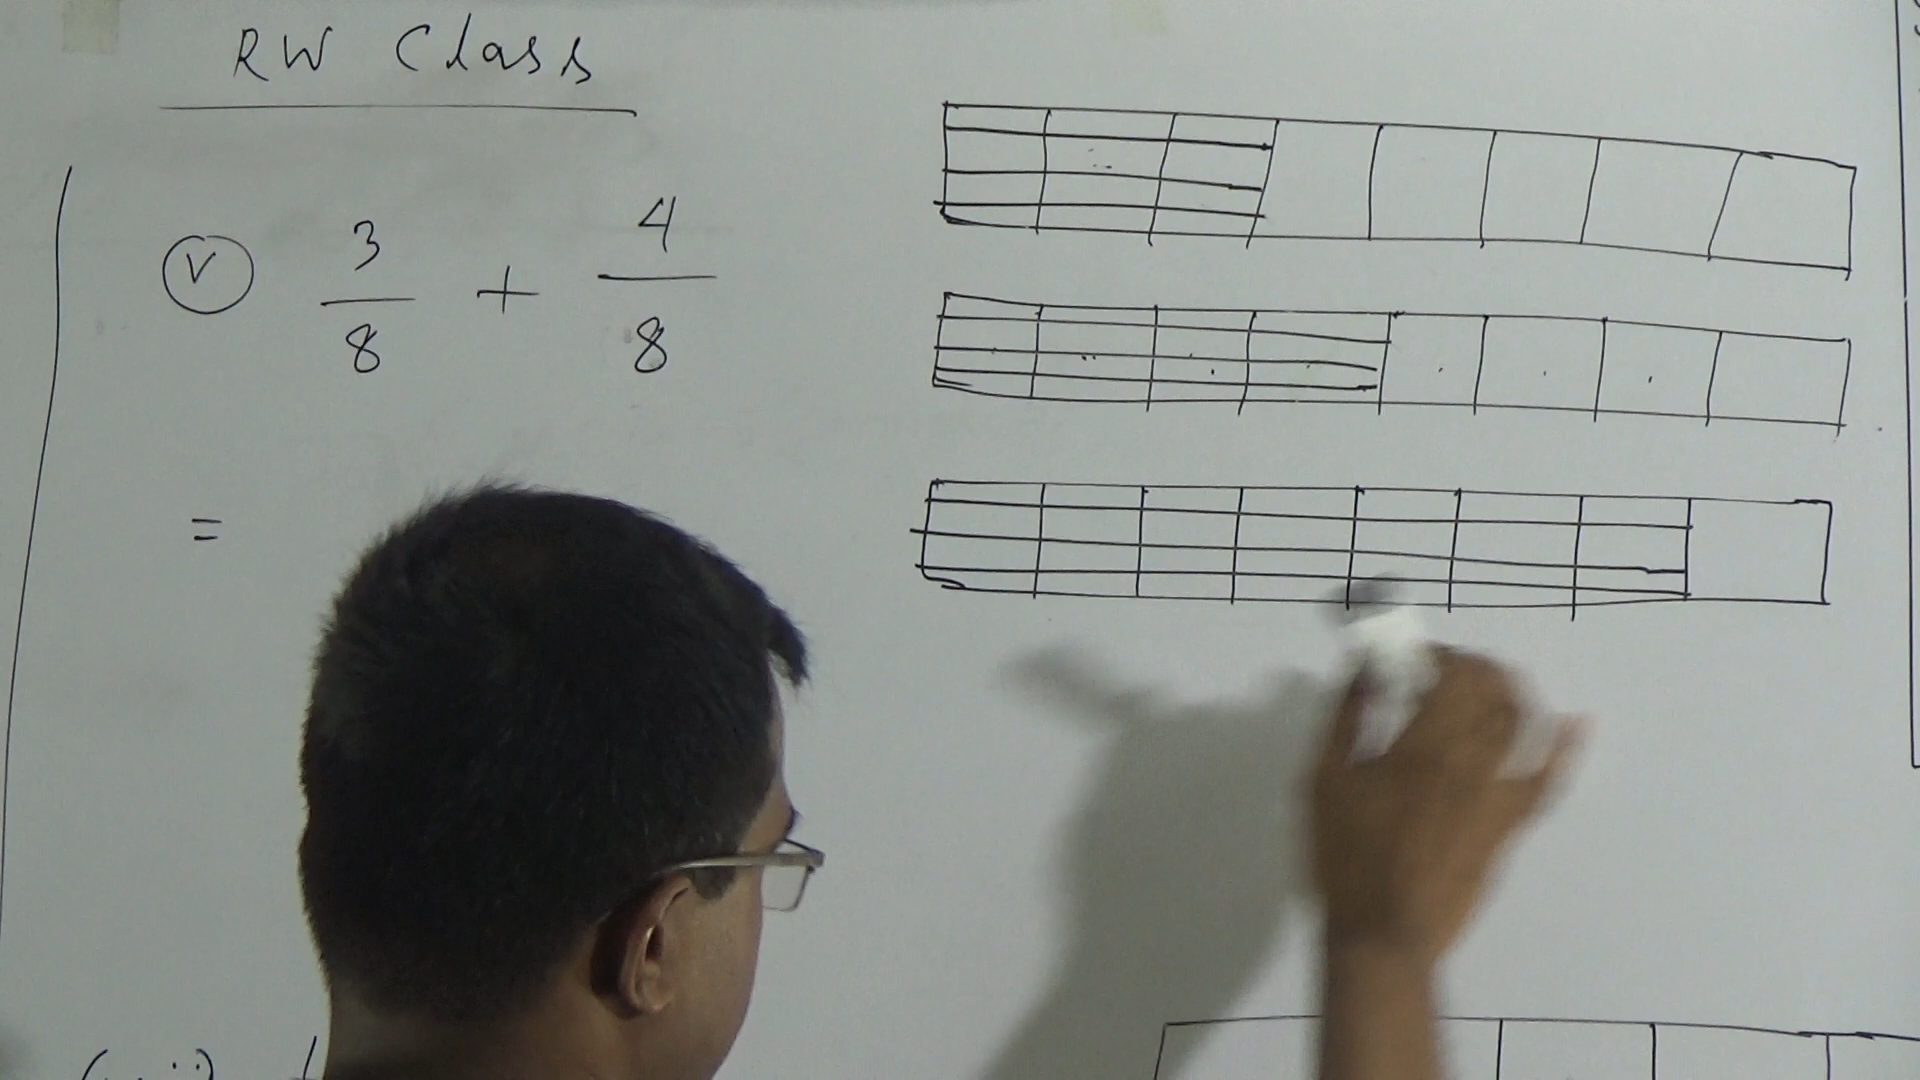 RW Class
(v) 3/8 + 4/8
=